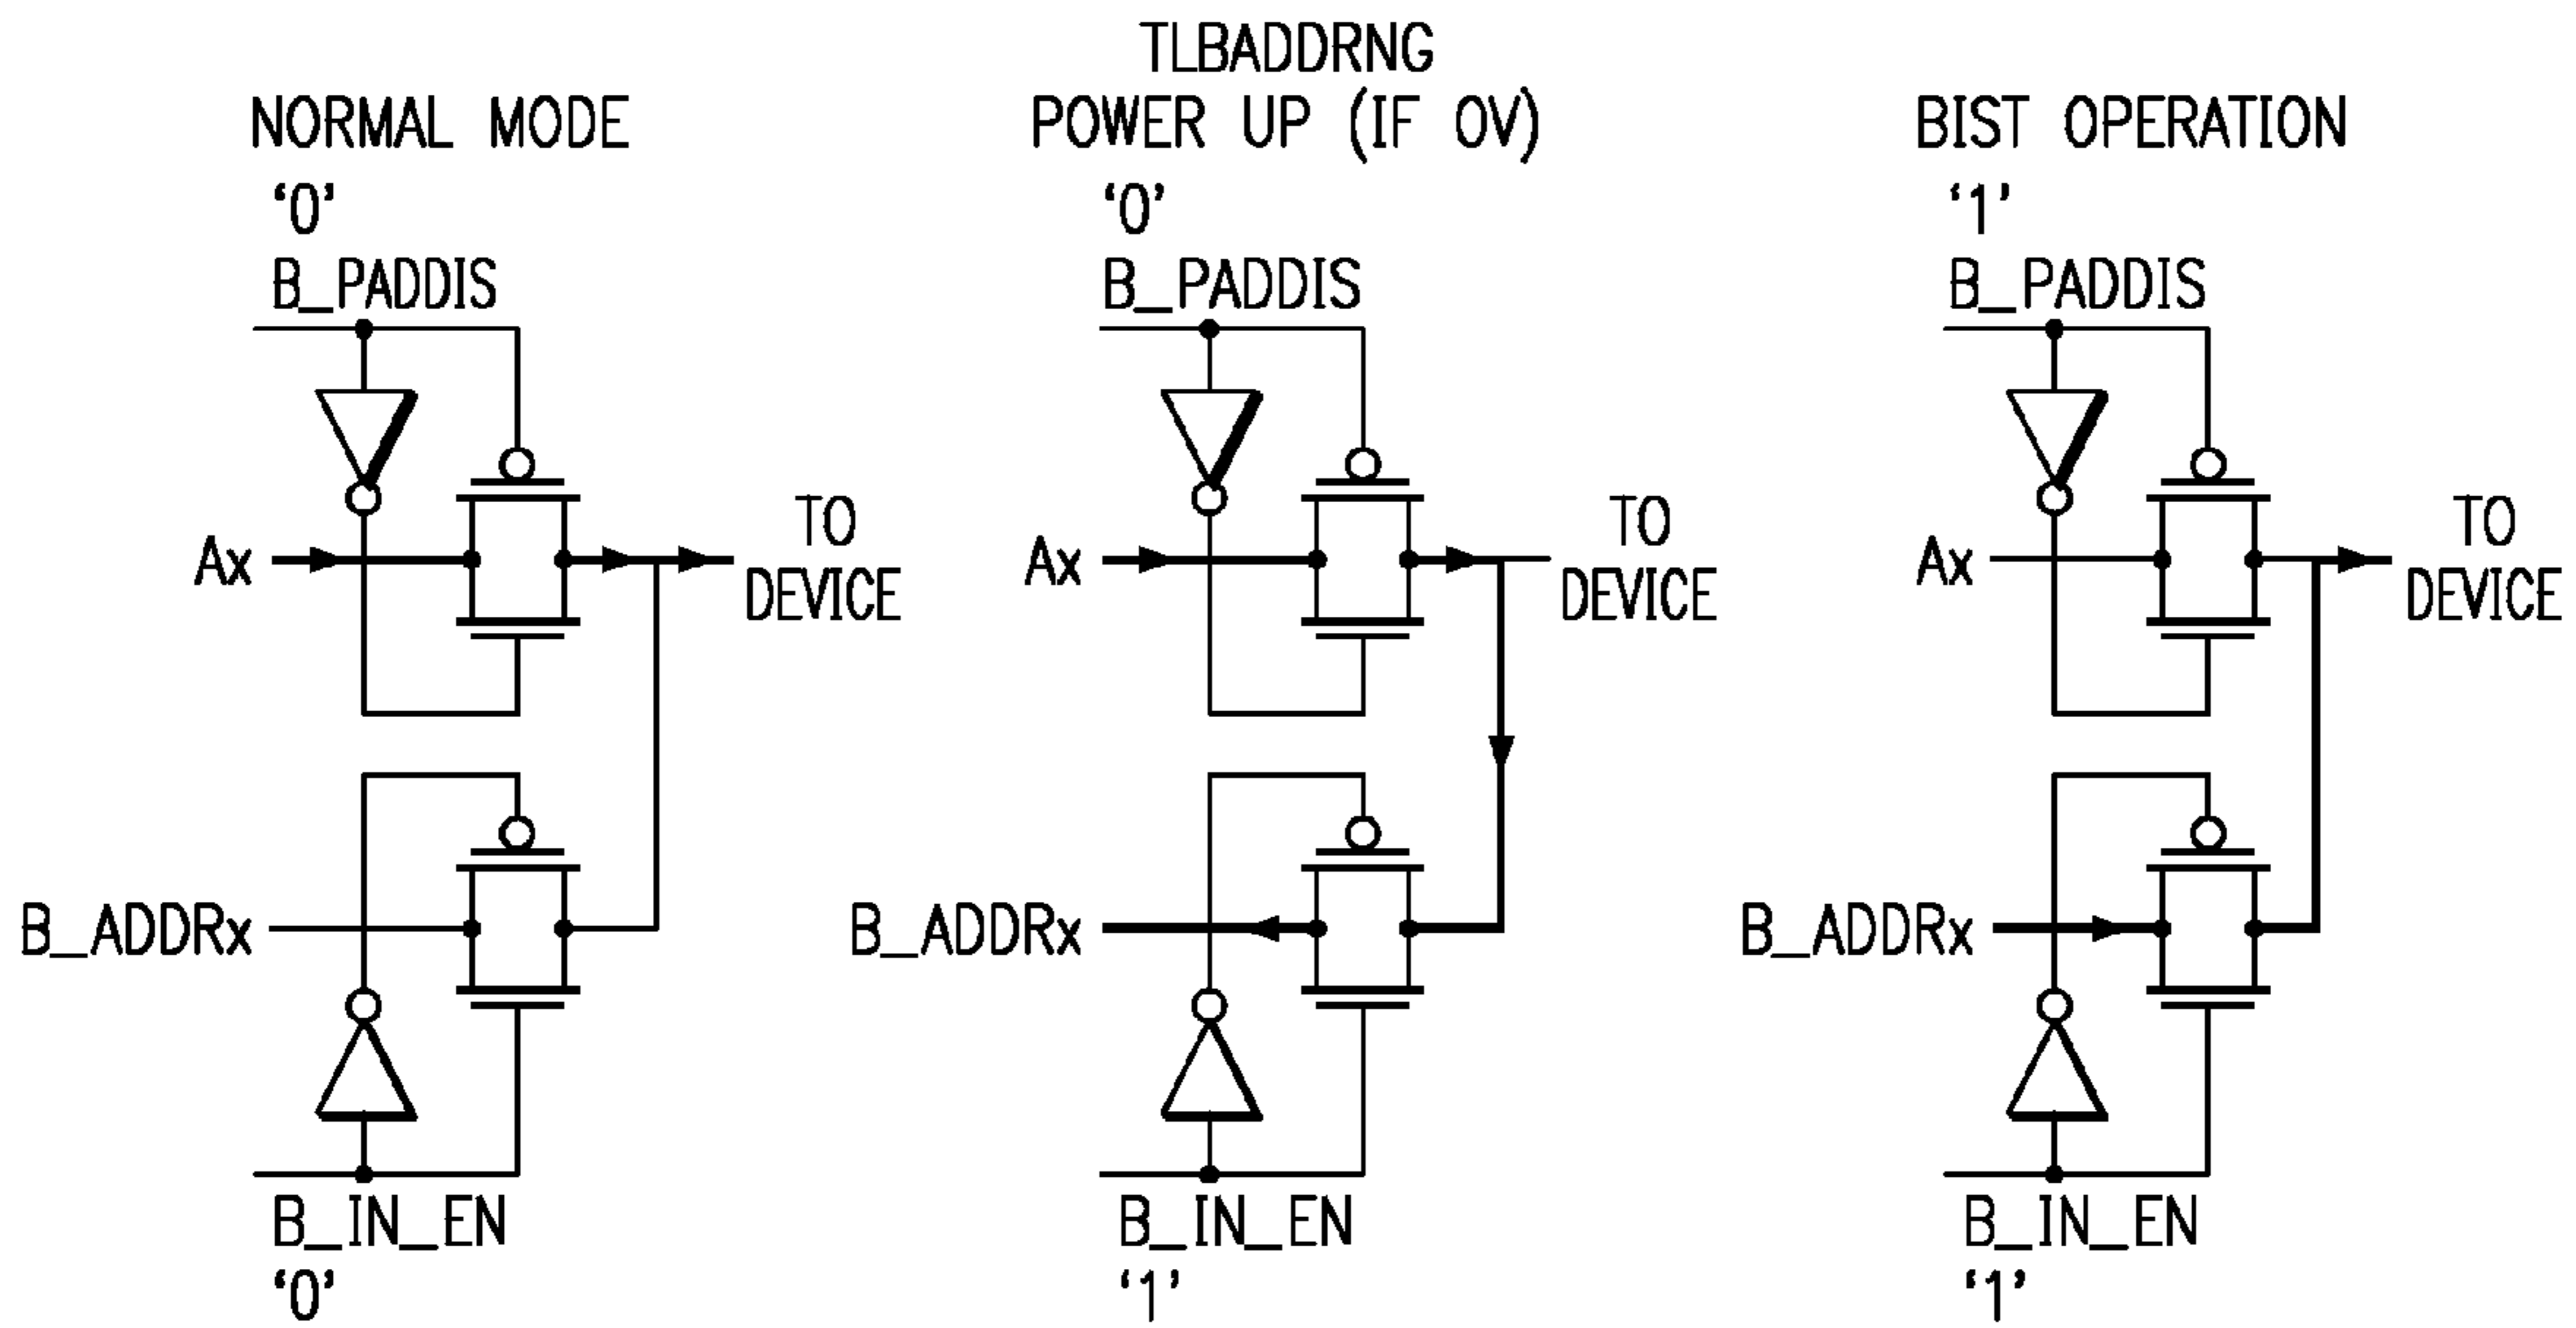 NORMAL MODE
‘0’
B_PADDIS
Ax
TO
DEVICE
B_ADDRx
B_IN_EN
‘0’
TLBADDRNG
POWER UP (IF 0V)
‘0’
B_PADDIS
Ax
TO
DEVICE
B_ADDRx
B_IN_EN
‘1’
BIST OPERATION
‘1’
B_PADDIS
Ax
TO
DEVICE
B_ADDRx
B_IN_EN
‘1’